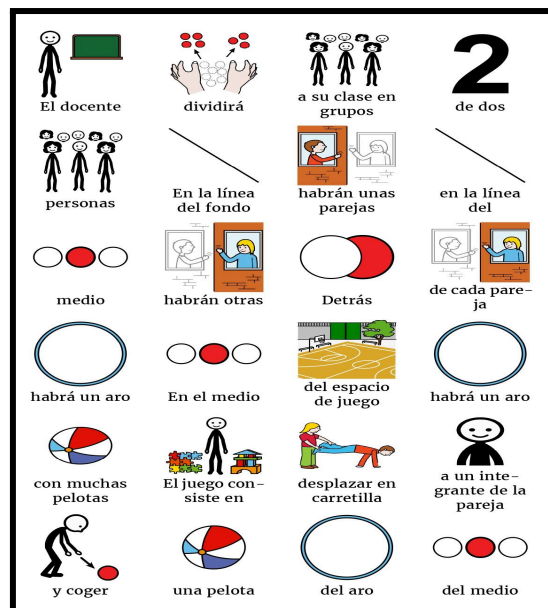 El docente
dividirá
a su clase en
grupos
2
de dos
personas
En la línea
del fondo
habrán unas
parejas
en la línea
del
medio
habrán otras
Detrás
de cada pare-
ja
habrá un aro
En el medio
del espacio
de juego
habrá un aro
con muchas
pelotas
El juego con-
siste en
desplazar en
carretilla
a un inte-
grante de la
pareja
y coger
una pelota
del aro
del medio